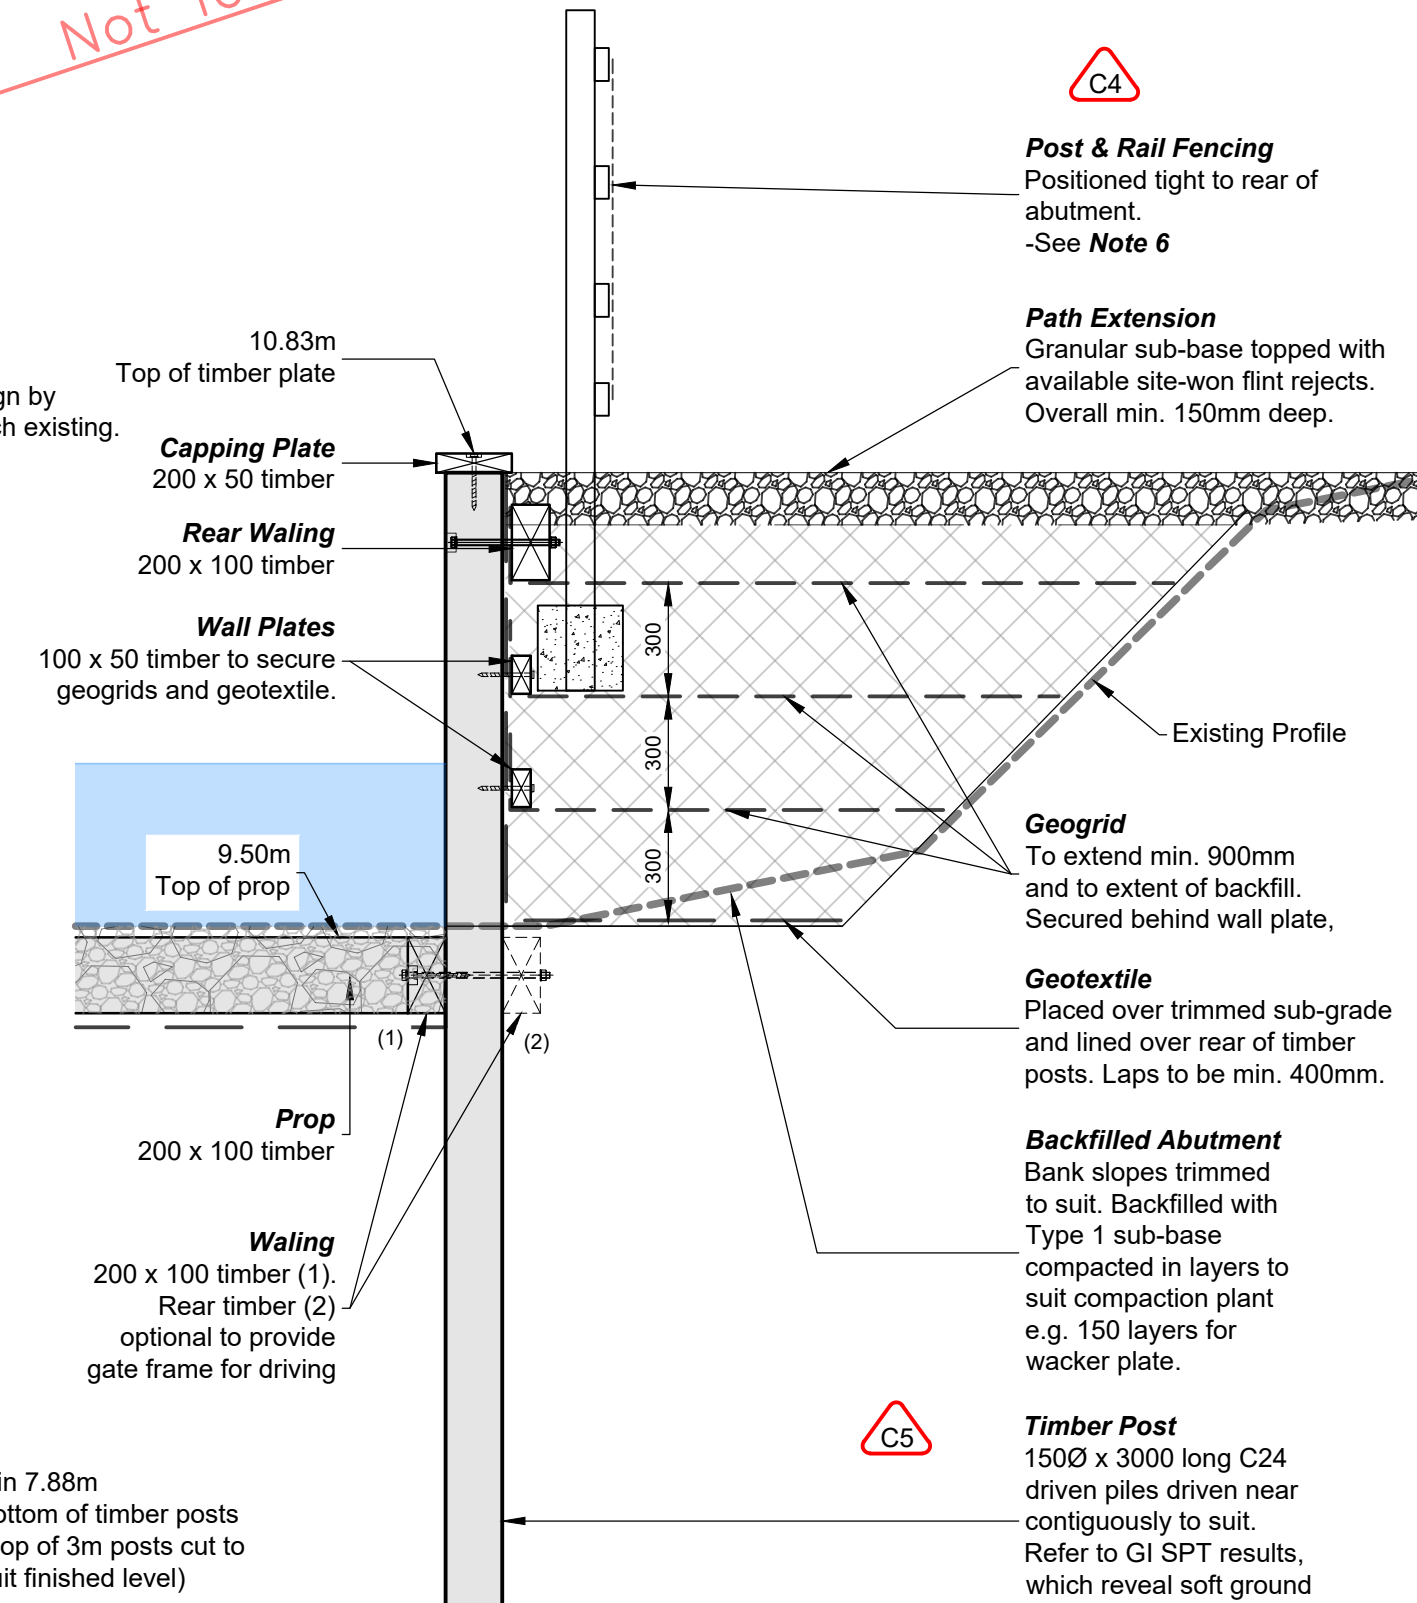 Not
C4
Post & Rail Fencing
Positioned tight to rear of
abutment.
-See Note 6
Path Extension
Granular sub-base topped with
available site-won flint rejects.
Overall min. 150mm deep.
10.83m
Top of timber plate
by
existing.
Capping Plate
200 x 50 timber
Rear Waling
200 x 100 timber
Wall Plates
100 x 50 timber to secure
geogrids and geotextile.
300
300
300
Existing Profile
9.50m
Top of prop
Geogrid
To extend min. 900mm
and to extent of backfill.
Secured behind wall plate,
Geotextile
Placed over trimmed sub-grade
and lined over rear of timber
posts. Laps to be min. 400mm.
(1)
(2)
Prop
200 x 100 timber
Backfilled Abutment
Bank slopes trimmed
to suit. Backfilled with
Type 1 sub-base
compacted in layers to
suit compaction plant
e.g. 150 layers for
wacker plate.
Waling
200 x 100 timber (1).
Rear timber (2)
optional to provide
gate frame for driving
C5
Timber Post
150Ø x 3000 long C24
driven piles driven near
contiguously to suit.
Refer to GI SPT results,
which reveal soft ground
in 7.88m
ottom of timber posts
op of 3m posts cut to
uit finished level)